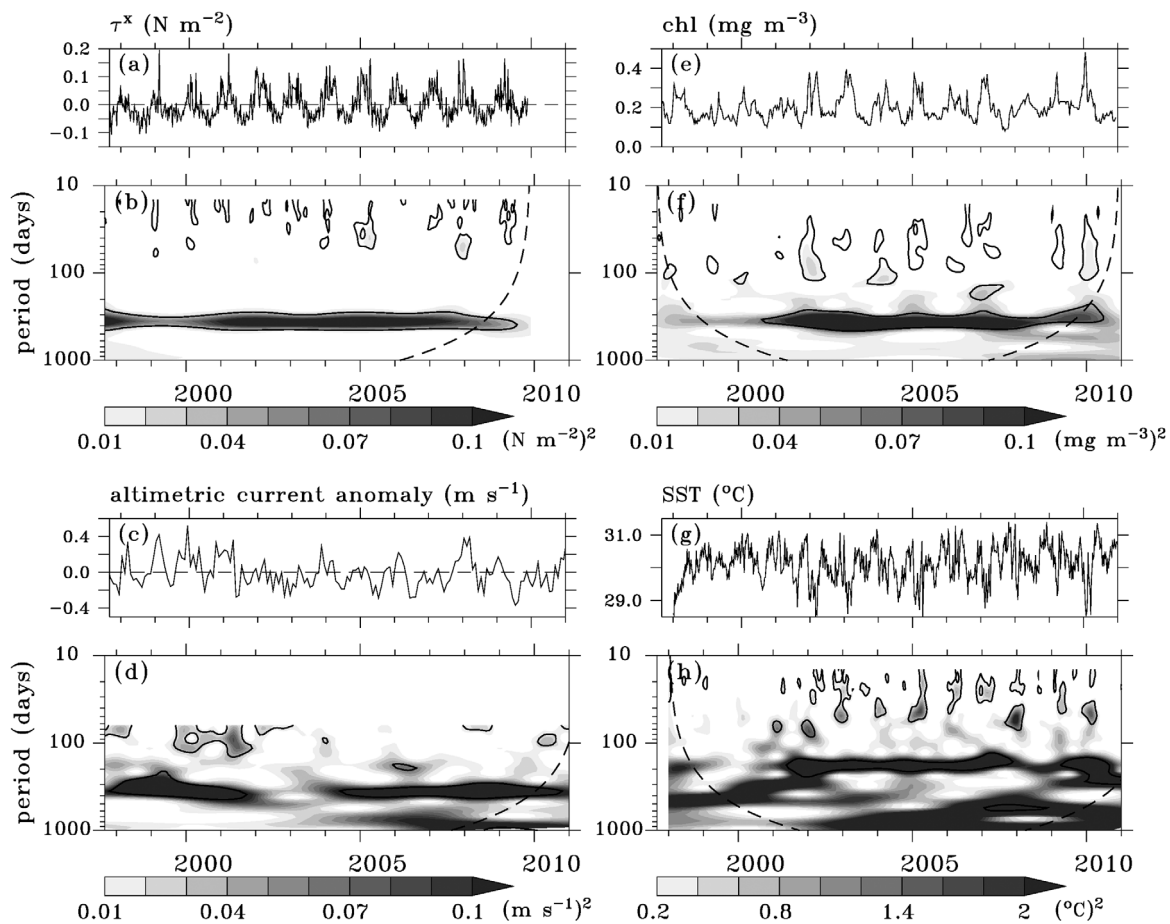 τˣ (N m⁻²)
(a)
0.2
0.1
0.0
−0.1
(b)
10
100
1000
period (days)
2000 2005 2010
0.01 0.04 0.07 0.1 (N m⁻²)²
chl (mg m⁻³)
(e)
0.4
0.2
0.0
(f)
10
100
1000
2000 2005 2010
0.01 0.04 0.07 0.1 (mg m⁻³)²
altimetric current anomaly (m s⁻¹)
(c)
0.4
0.0
−0.4
(d)
10
100
1000
period (days)
2000 2005 2010
0.01 0.04 0.07 0.1 (m s⁻¹)²
SST (°C)
(g)
31.0
29.0
(h)
10
100
1000
2000 2005 2010
0.2 0.8 1.4 2 (°C)²